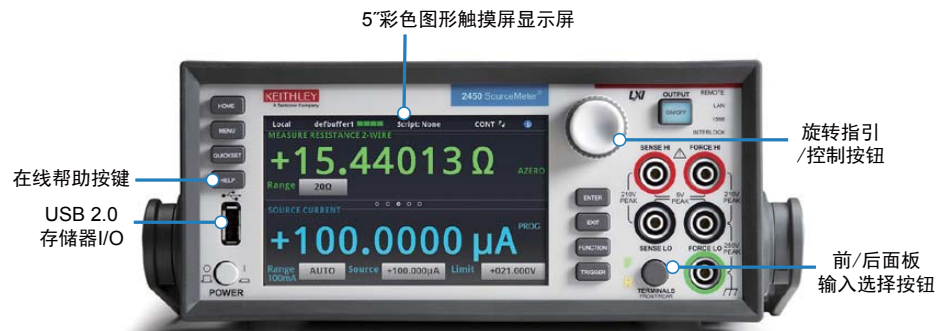 5″彩色图形触摸屏显示屏
KEITHLEY
A Tektronix Company
2450 SourceMeter®
LXI
OUTPUT
ON/OFF
REMOTE
LAN
1588
INTERLOCK
HOME
MENU
QUICKSET
HELP
Local defbuffer1 Script: None CONT
MEASURE RESISTANCE 2-WIRE
+15.44013 Ω
AZERO
Range 20Ω
SOURCE CURRENT
+100.0000 μA
PROG
Range 100mA AUTO Source +100.000μA Limit +021.000V
ENTER
EXIT
FUNCTION
TRIGGER
SENSE HI
FORCE HI
210V PEAK
5V PEAK
210V PEAK
SENSE LO
FORCE LO
250V PEAK
F
R
TERMINALS
FRONT/REAR
POWER
在线帮助按键
USB 2.0
存储器I/O
旋转指引
/控制按钮
前/后面板
输入选择按钮